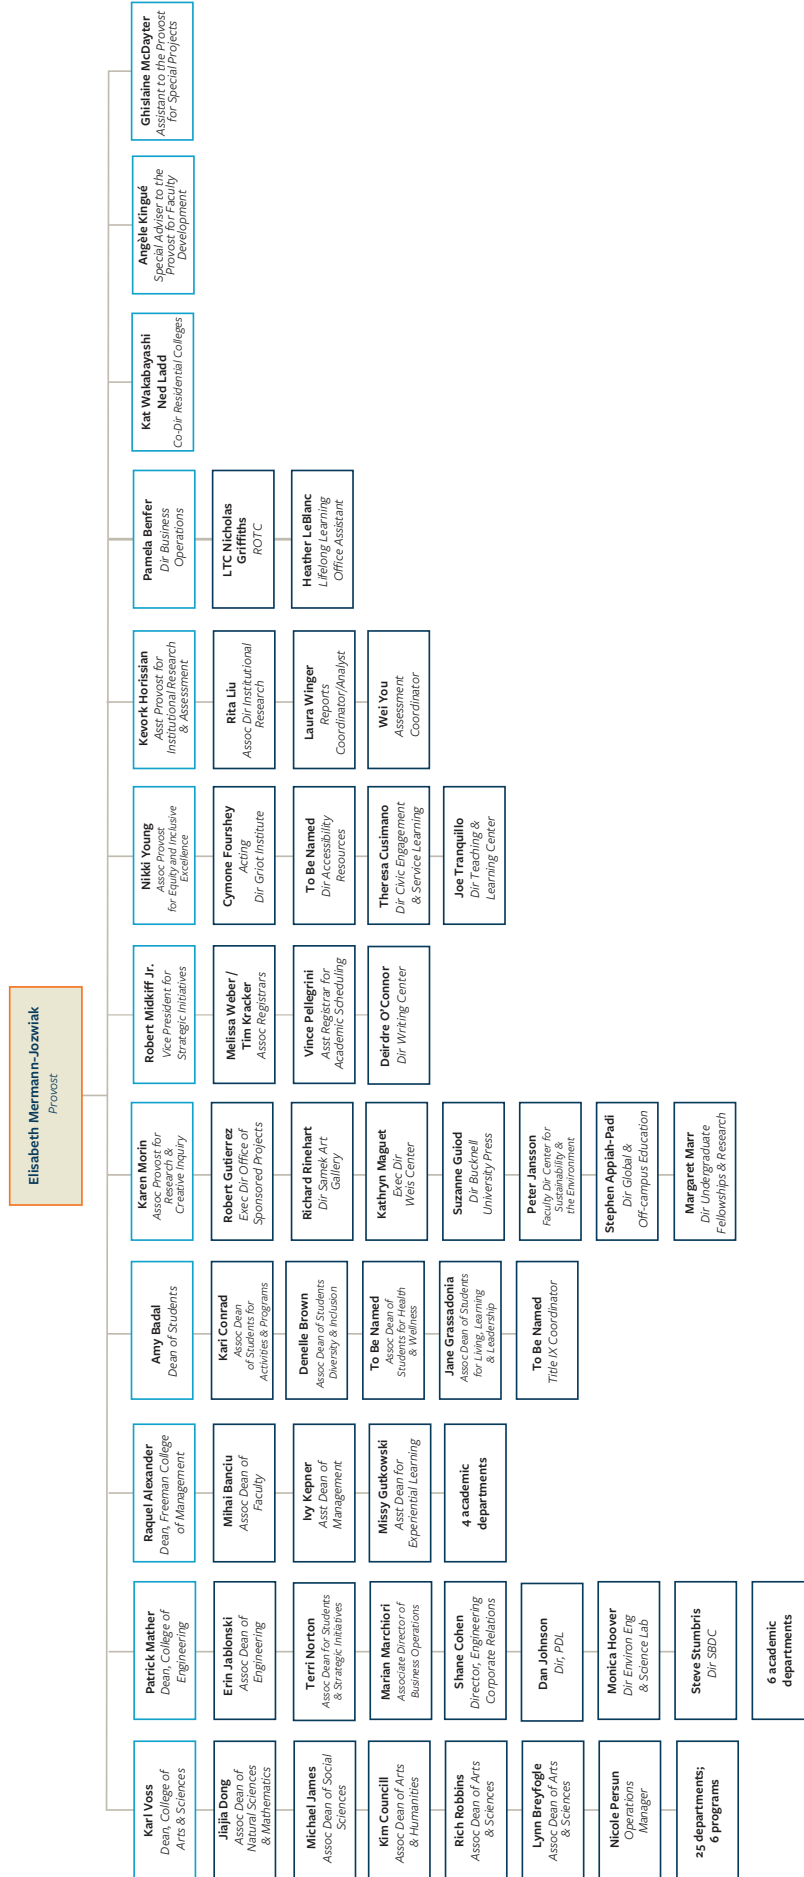 Elisabeth Mermann-Jozwiak
Provost
Karl Voss
Dean, College of
Arts & Sciences
Jiajia Dong
Assoc Dean of
Natural Sciences
& Mathematics
Michael James
Assoc Dean of Social
Sciences
Kim Councill
Assoc Dean of Arts
& Humanities
Rich Robbins
Assoc Dean of Arts
& Sciences
Lynn Breyfogle
Assoc Dean of Arts
& Sciences
Nicole Persun
Operations
Manager
25 departments;
6 programs
Patrick Mather
Dean, College of
Engineering
Erin Jablonski
Assoc Dean of
Engineering
Terri Norton
Assoc Dean for Students
& Strategic Initiatives
Marian Marchiori
Associate Director of
Business Operations
Shane Cohen
Director, Engineering
Corporate Relations
Dan Johnson
Dir, PDL
Monica Hoover
Dir Environ Eng
& Science Lab
Steve Stumbris
Dir SBDC
6 academic
departments
Raquel Alexander
Dean, Freeman College
of Management
Mihai Banciu
Assoc Dean of
Faculty
Ivy Kepner
Asst Dean of
Management
Missy Gutkowski
Asst Dean for
Experiential Learning
4 academic
departments
Amy Badal
Dean of Students
Kari Conrad
Assoc Dean
of Students for
Activities & Programs
Denelle Brown
Assoc Dean of Students
Diversity & Inclusion
To Be Named
Assoc Dean of
Students for Health
& Wellness
Jane Grassadonia
Assoc Dean of Students
for Living, Learning
& Leadership
To Be Named
Title IX Coordinator
Karen Morin
Assoc Provost for
Research &
Creative Inquiry
Robert Gutierrez
Exec Dir Office of
Sponsored Projects
Richard Rinehart
Dir Samek Art
Gallery
Kathryn Maguet
Exec Dir
Weis Center
Suzanne Guiod
Dir Bucknell
University Press
Peter Jansson
Faculty Dir Center for
Sustainability &
the Environment
Stephen Appiah-Padi
Dir Global &
Off-campus Education
Margaret Marr
Dir Undergraduate
Fellowships & Research
Robert Midkiff Jr.
Vice President for
Strategic Initiatives
Melissa Weber /
Tim Kracker
Assoc Registrars
Vince Pellegrini
Asst Registrar for
Academic Scheduling
Deirdre O'Connor
Dir Writing Center
Nikki Young
Assoc Provost
for Equity and Inclusive
Excellence
Cymone Fourshey
Acting
Dir Griot Institute
To Be Named
Dir Accessibility
Resources
Theresa Cusimano
Dir Civic Engagement
& Service Learning
Joe Tranquillo
Dir Teaching &
Learning Center
Kevork Horissian
Asst Provost for
Institutional Research
& Assessment
Rita Liu
Assoc Dir Institutional
Research
Laura Winger
Reports
Coordinator/Analyst
Wei You
Assessment
Coordinator
Pamela Benfer
Dir Business
Operations
LTC Nicholas
Griffiths
ROTC
Heather LeBlanc
Lifelong Learning
Office Assistant
Kat Wakabayashi
Ned Ladd
Co-Dir Residential Colleges
Angèle Kingué
Special Adviser to the
Provost for Faculty
Development
Ghislaine McDayter
Assistant to the Provost
for Special Projects